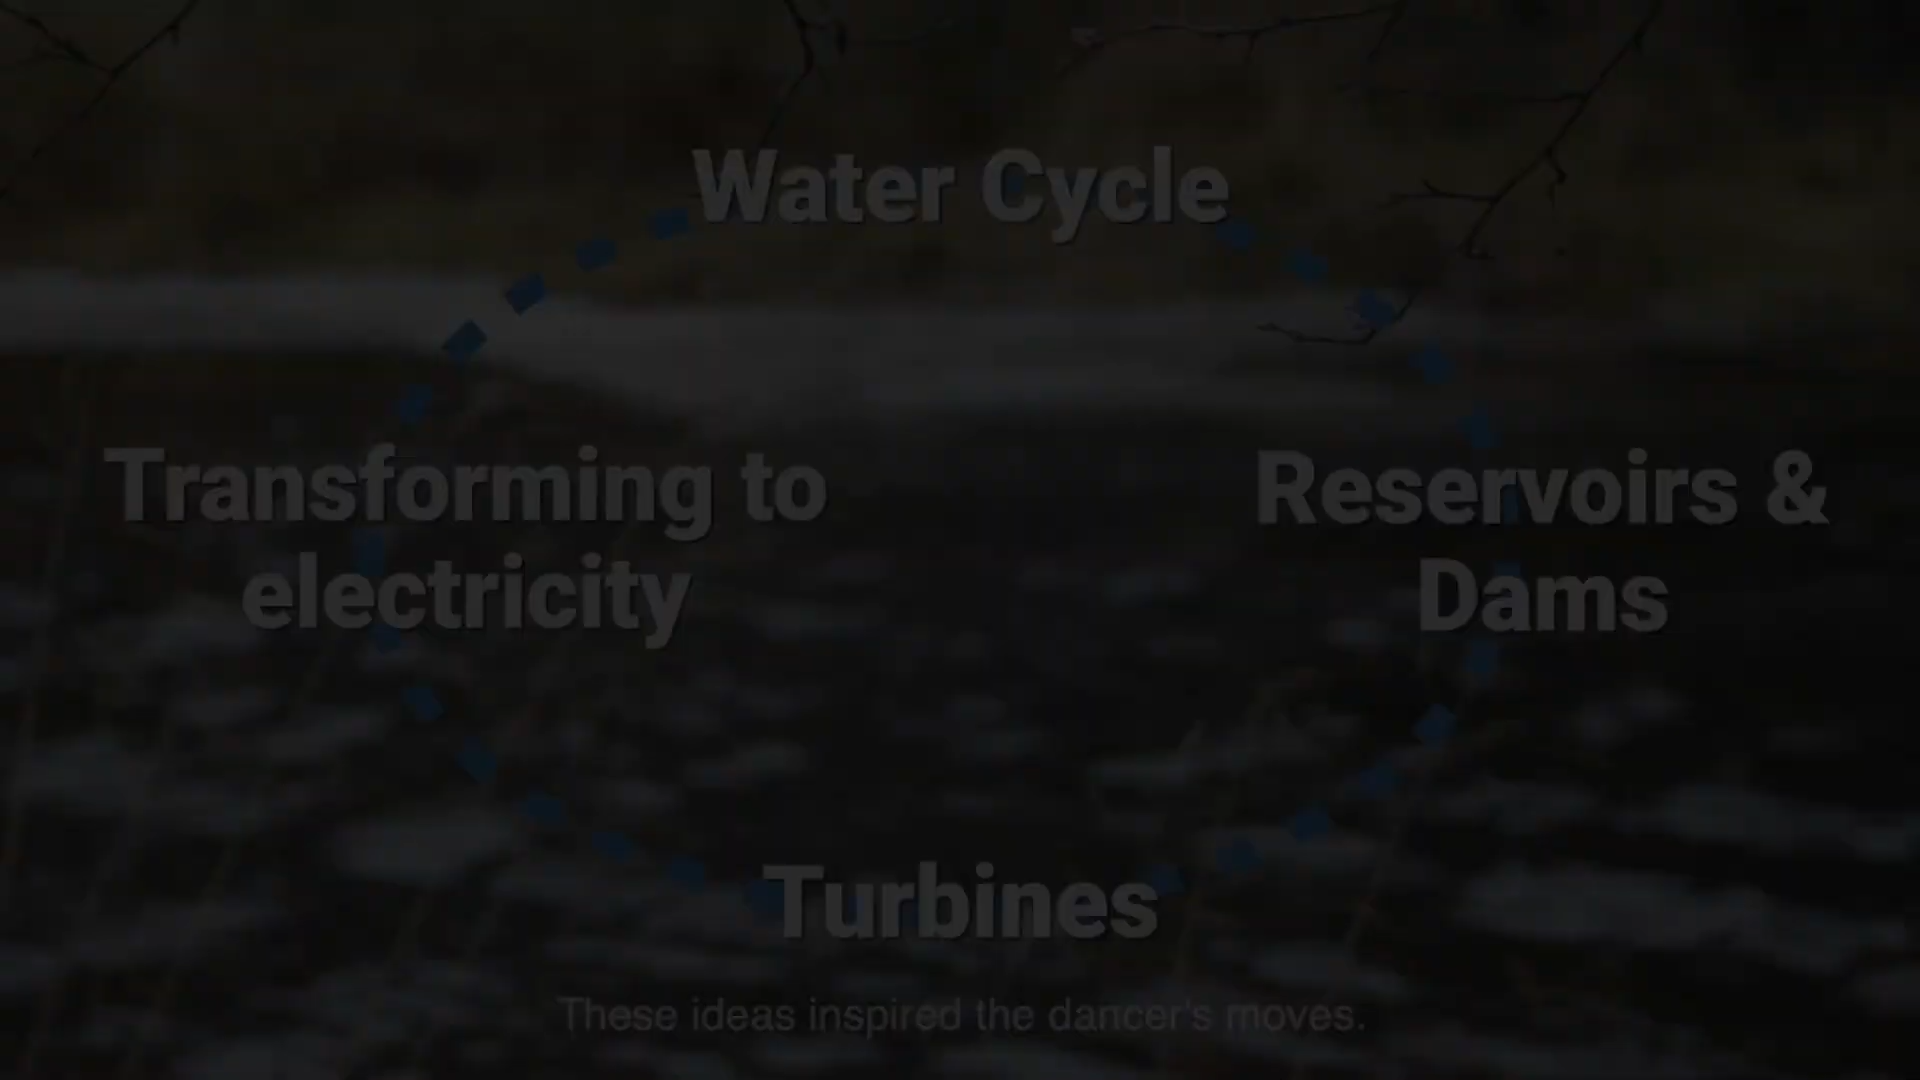 Water Cycle
Transforming to
electricity
Reservoirs &
Dams
Turbines
These ideas inspired the dancer's moves.